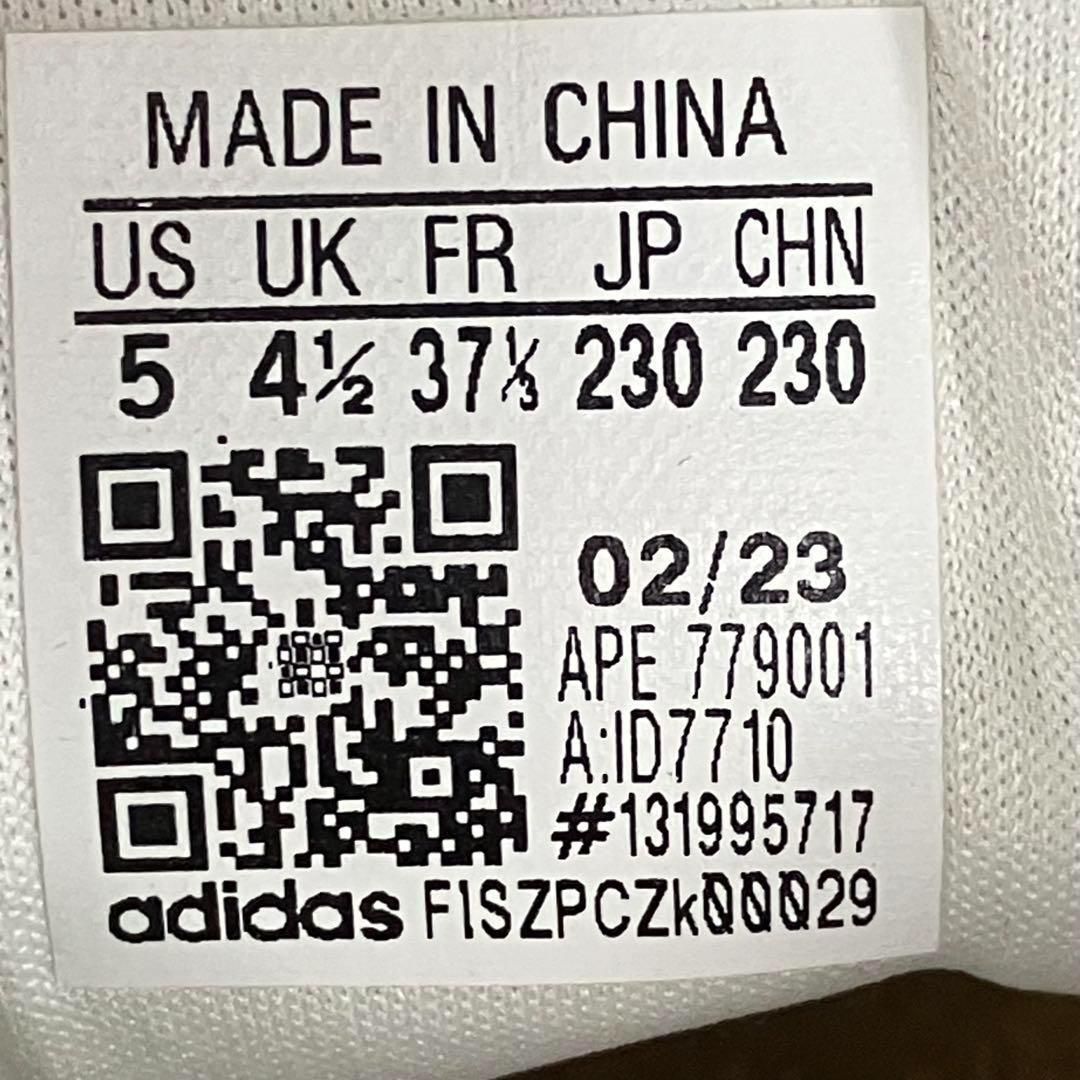 MADE IN CHINA
US UK FR JP CHN
5 4½ 37⅓ 230 230
02/23
APE 779001
A:ID7710
#131995717
adidas FISZPCZk00029